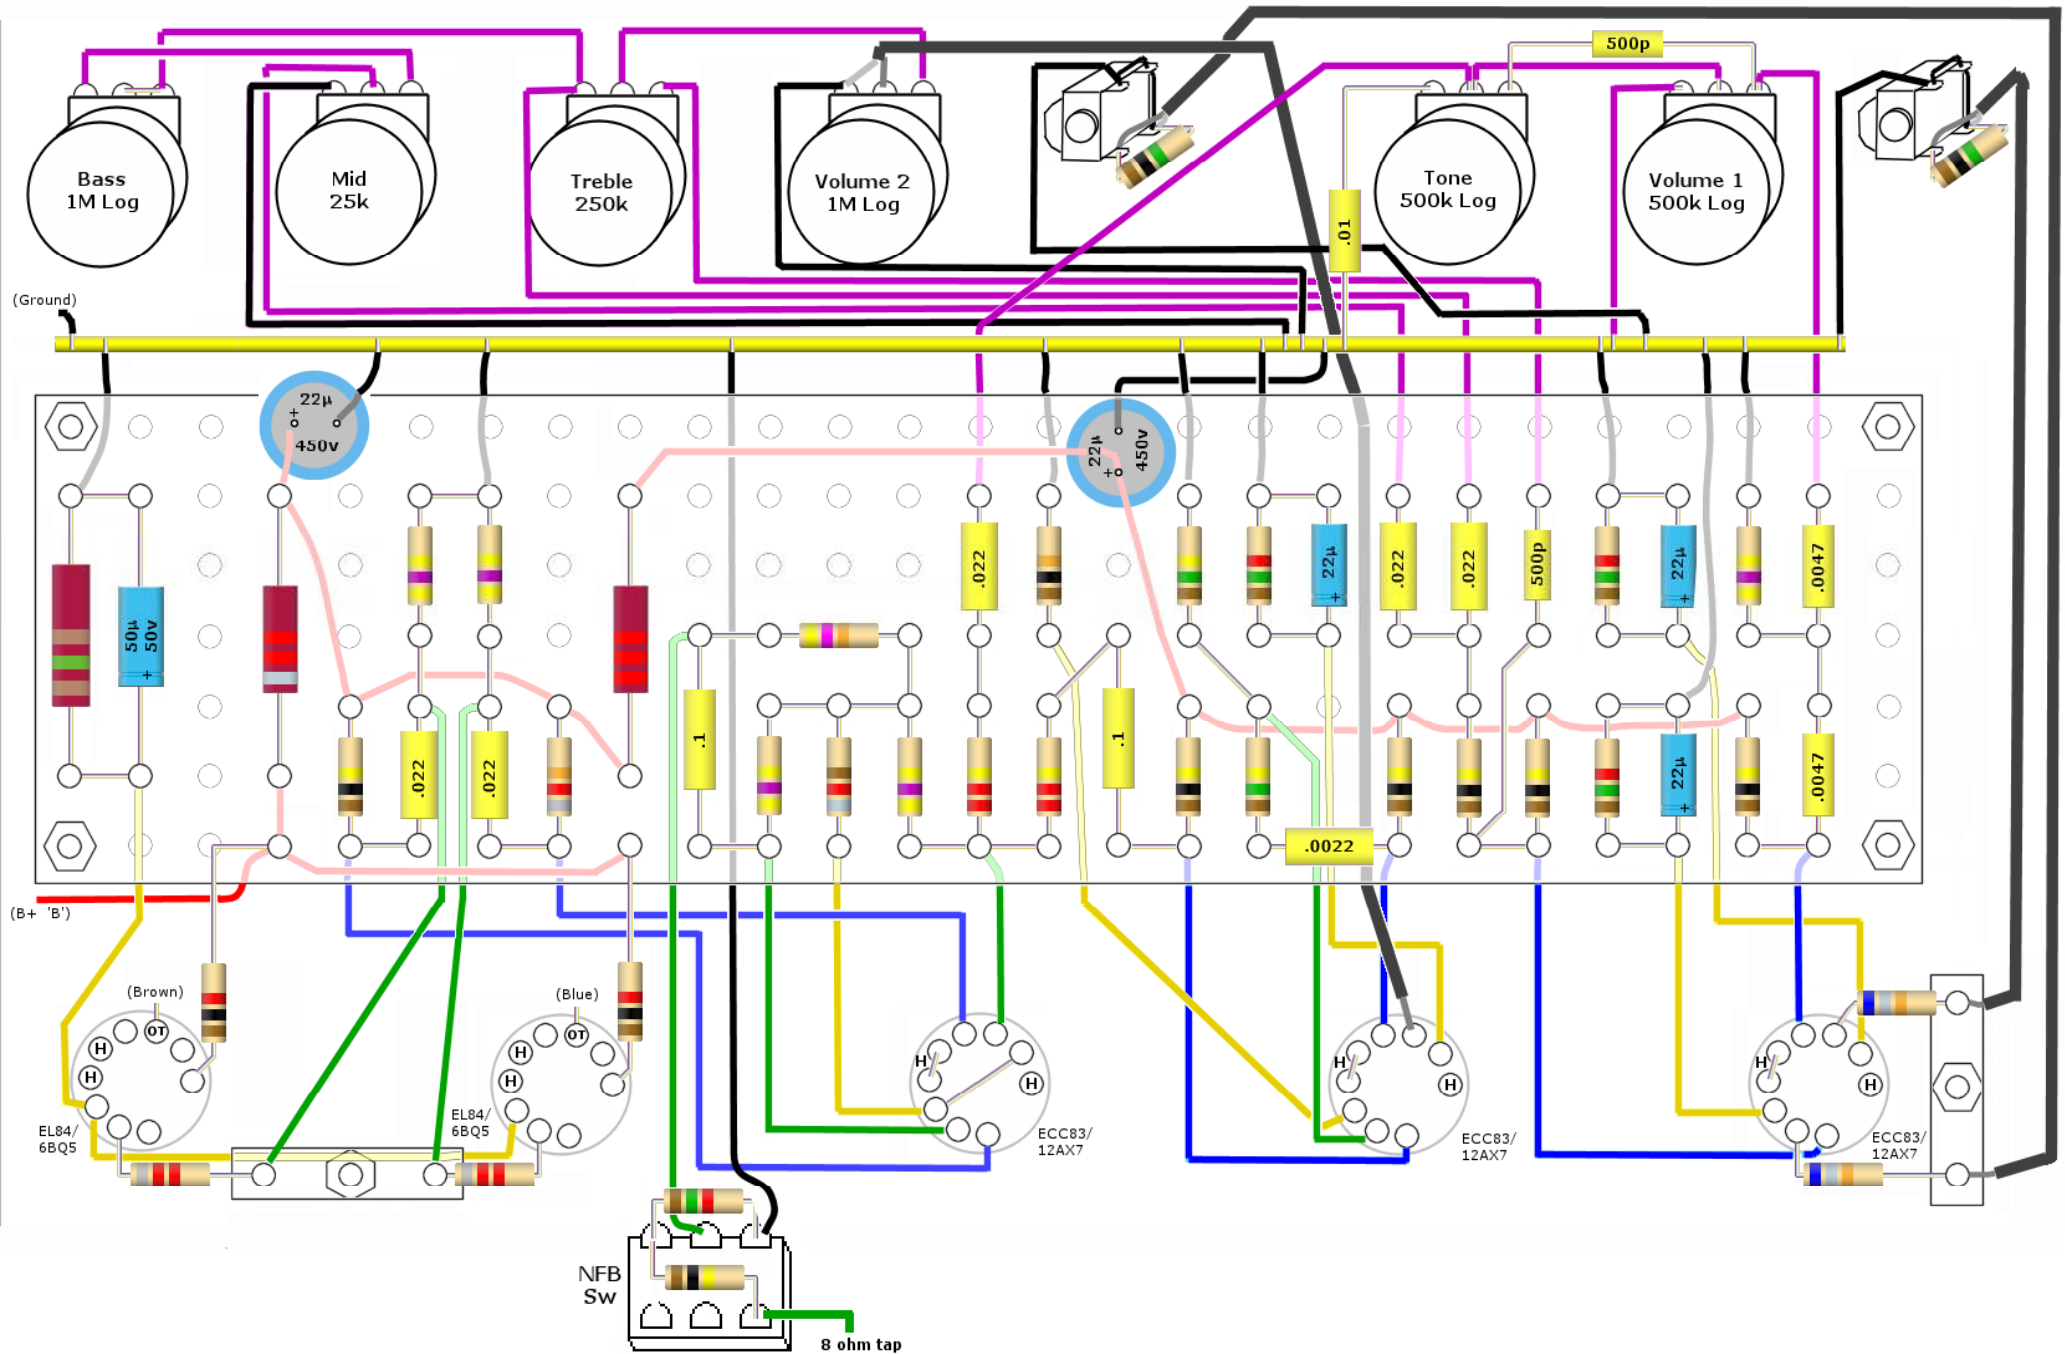 500p
Bass
1M Log
Mid
25k
Treble
250k
Volume 2
1M Log
Tone
500k Log
Volume 1
500k Log
.01
(Ground)
22μ
+
450v
22μ
+
450v
50μ
50v
+
.022
22μ
+
.022
.022
500p
22μ
+
.0047
.022
.022
.1
.1
22μ
+
.0047
.0022
(B+ 'B')
(Brown)
OT
H
H
EL84/
6BQ5
(Blue)
OT
H
H
EL84/
6BQ5
H
H
ECC83/
12AX7
H
H
ECC83/
12AX7
H
H
ECC83/
12AX7
NFB
Sw
8 ohm tap